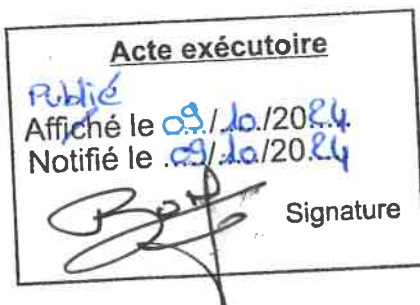 Acte exécutoire
Publié
Affiché le 09/10/2024
Notifié le 09/10/2024
Signature